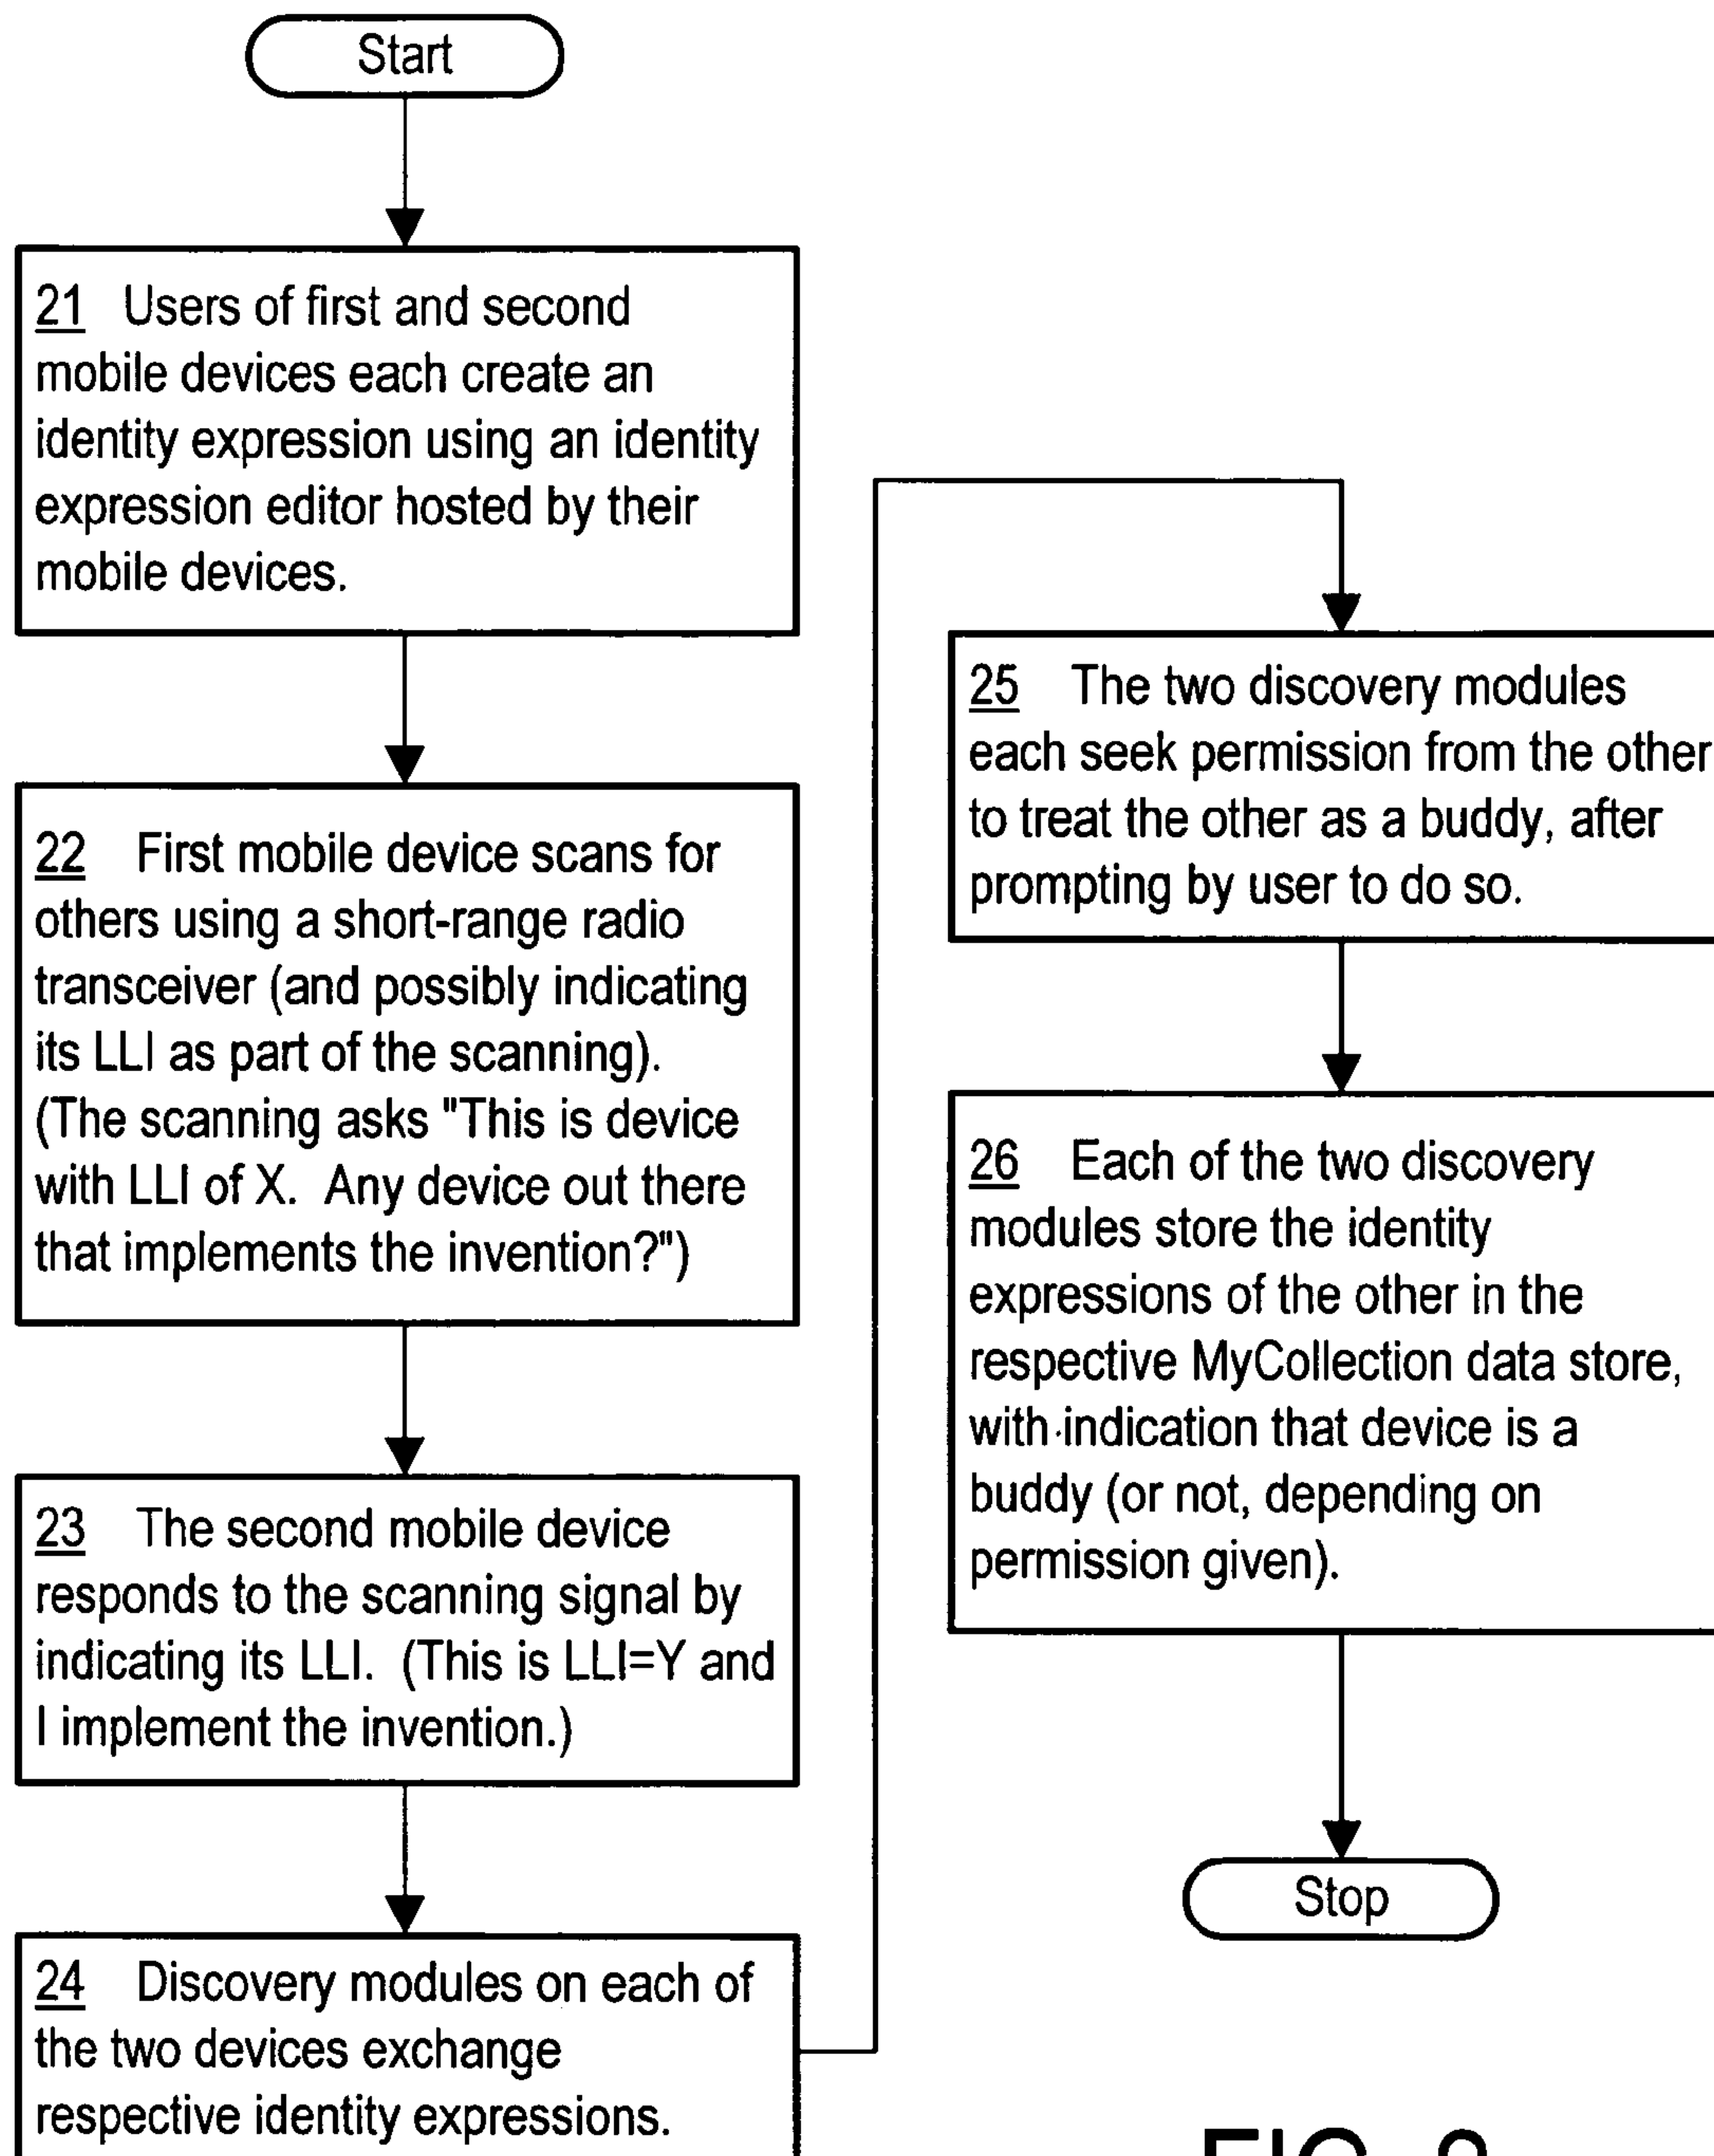 Start
21 Users of first and second
mobile devices each create an
identity expression using an identity
expression editor hosted by their
mobile devices.
22 First mobile device scans for
others using a short-range radio
transceiver (and possibly indicating
its LLI as part of the scanning).
(The scanning asks "This is device
with LLI of X. Any device out there
that implements the invention?")
23 The second mobile device
responds to the scanning signal by
indicating its LLI. (This is LLI=Y and
I implement the invention.)
24 Discovery modules on each of
the two devices exchange
respective identity expressions.
25 The two discovery modules
each seek permission from the other
to treat the other as a buddy, after
prompting by user to do so.
26 Each of the two discovery
modules store the identity
expressions of the other in the
respective MyCollection data store,
with indication that device is a
buddy (or not, depending on
permission given).
Stop
FIG.